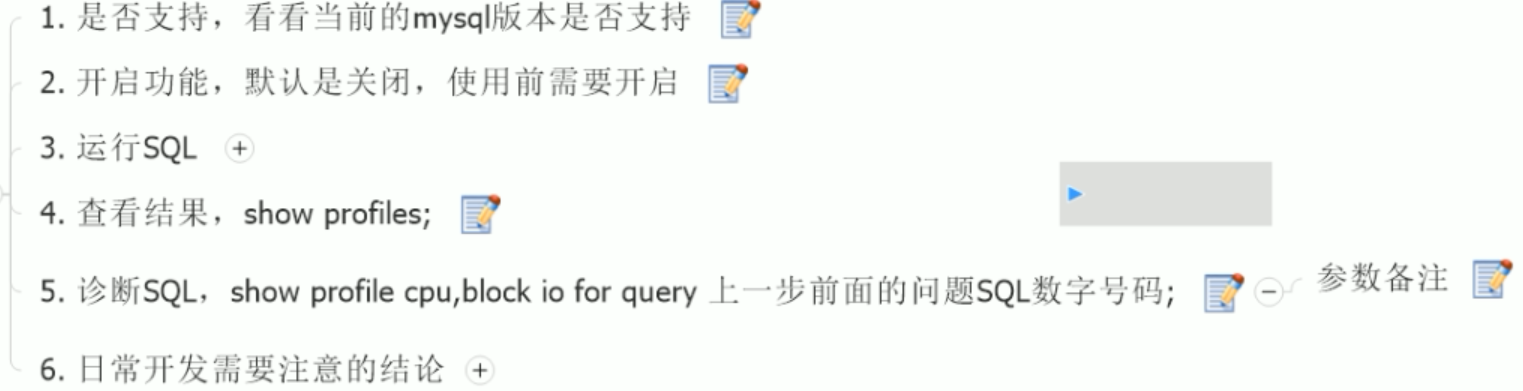 1. 是否支持，看看当前的mysql版本是否支持
2. 开启功能，默认是关闭，使用前需要开启
3. 运行SQL
4. 查看结果，show profiles;
5. 诊断SQL，show profile cpu,block io for query 上一步前面的问题SQL数字号码; 参数备注
6. 日常开发需要注意的结论